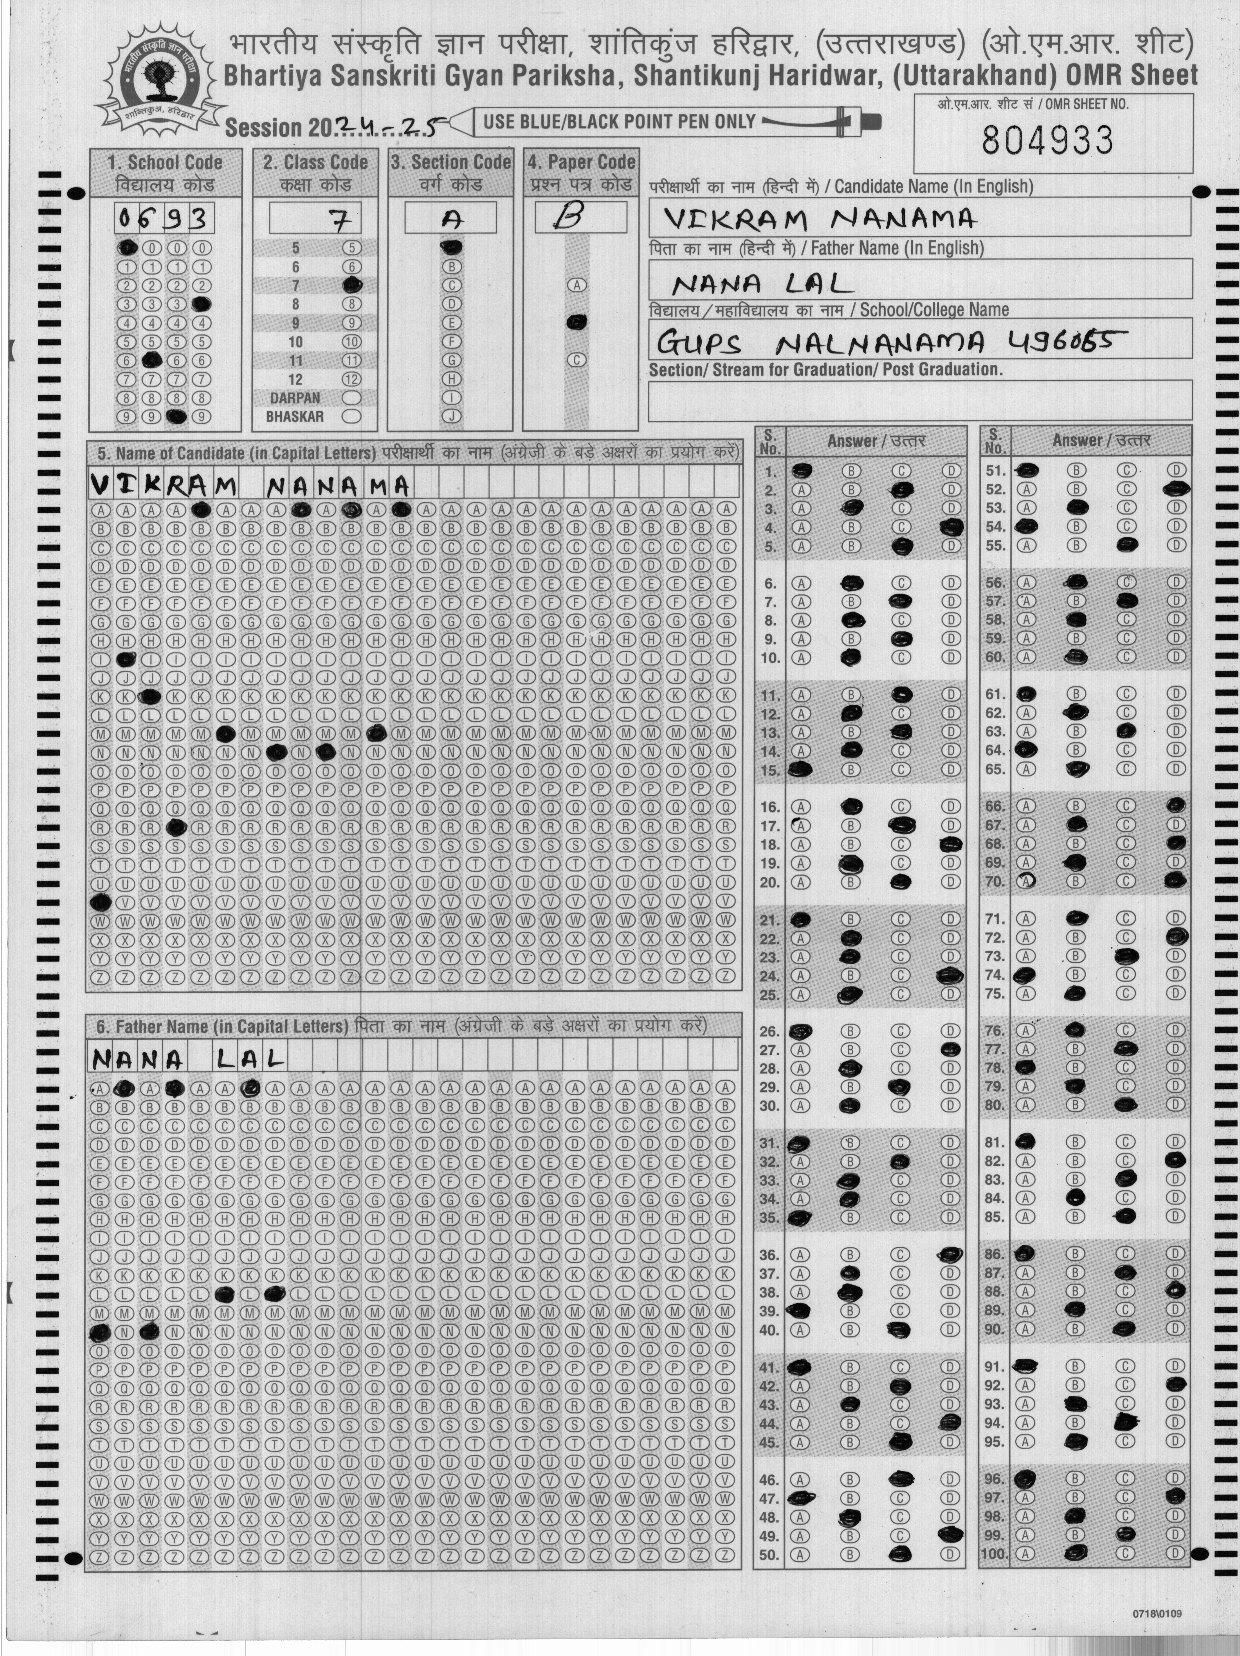 भारतीय संस्कृति ज्ञान परीक्षा, शांतिकुंज हरिद्वार, (उत्तराखण्ड) (ओ.एम.आर. शीट)
Bhartiya Sanskriti Gyan Pariksha, Shantikunj Haridwar, (Uttarakhand) OMR Sheet
Session 2024-25
USE BLUE/BLACK POINT PEN ONLY
ओ.एम.आर. शीट सं / OMR SHEET NO.
804933
1. School Code
विद्यालय कोड
0693
2. Class Code
कक्षा कोड
7
5
6
7
8
9
10
11
12
DARPAN
BHASKAR
3. Section Code
वर्ग कोड
A
4. Paper Code
प्रश्न पत्र कोड
B
परीक्षार्थी का नाम (हिन्दी में) / Candidate Name (In English)
VIKRAM NANAMA
पिता का नाम (हिन्दी में) / Father Name (In English)
NANA LAL
विद्यालय / महाविद्यालय का नाम / School/College Name
GUPS NALNANAMA 496065
Section/ Stream for Graduation/ Post Graduation.
5. Name of Candidate (in Capital Letters) परीक्षार्थी का नाम (अंग्रेजी के बड़े अक्षरों का प्रयोग करें)
VIKRAM NANAMA
6. Father Name (in Capital Letters) पिता का नाम (अंग्रेजी के बड़े अक्षरों का प्रयोग करें)
NANA LAL
S. No. Answer / उत्तर
S. No. Answer / उत्तर
0718\0109